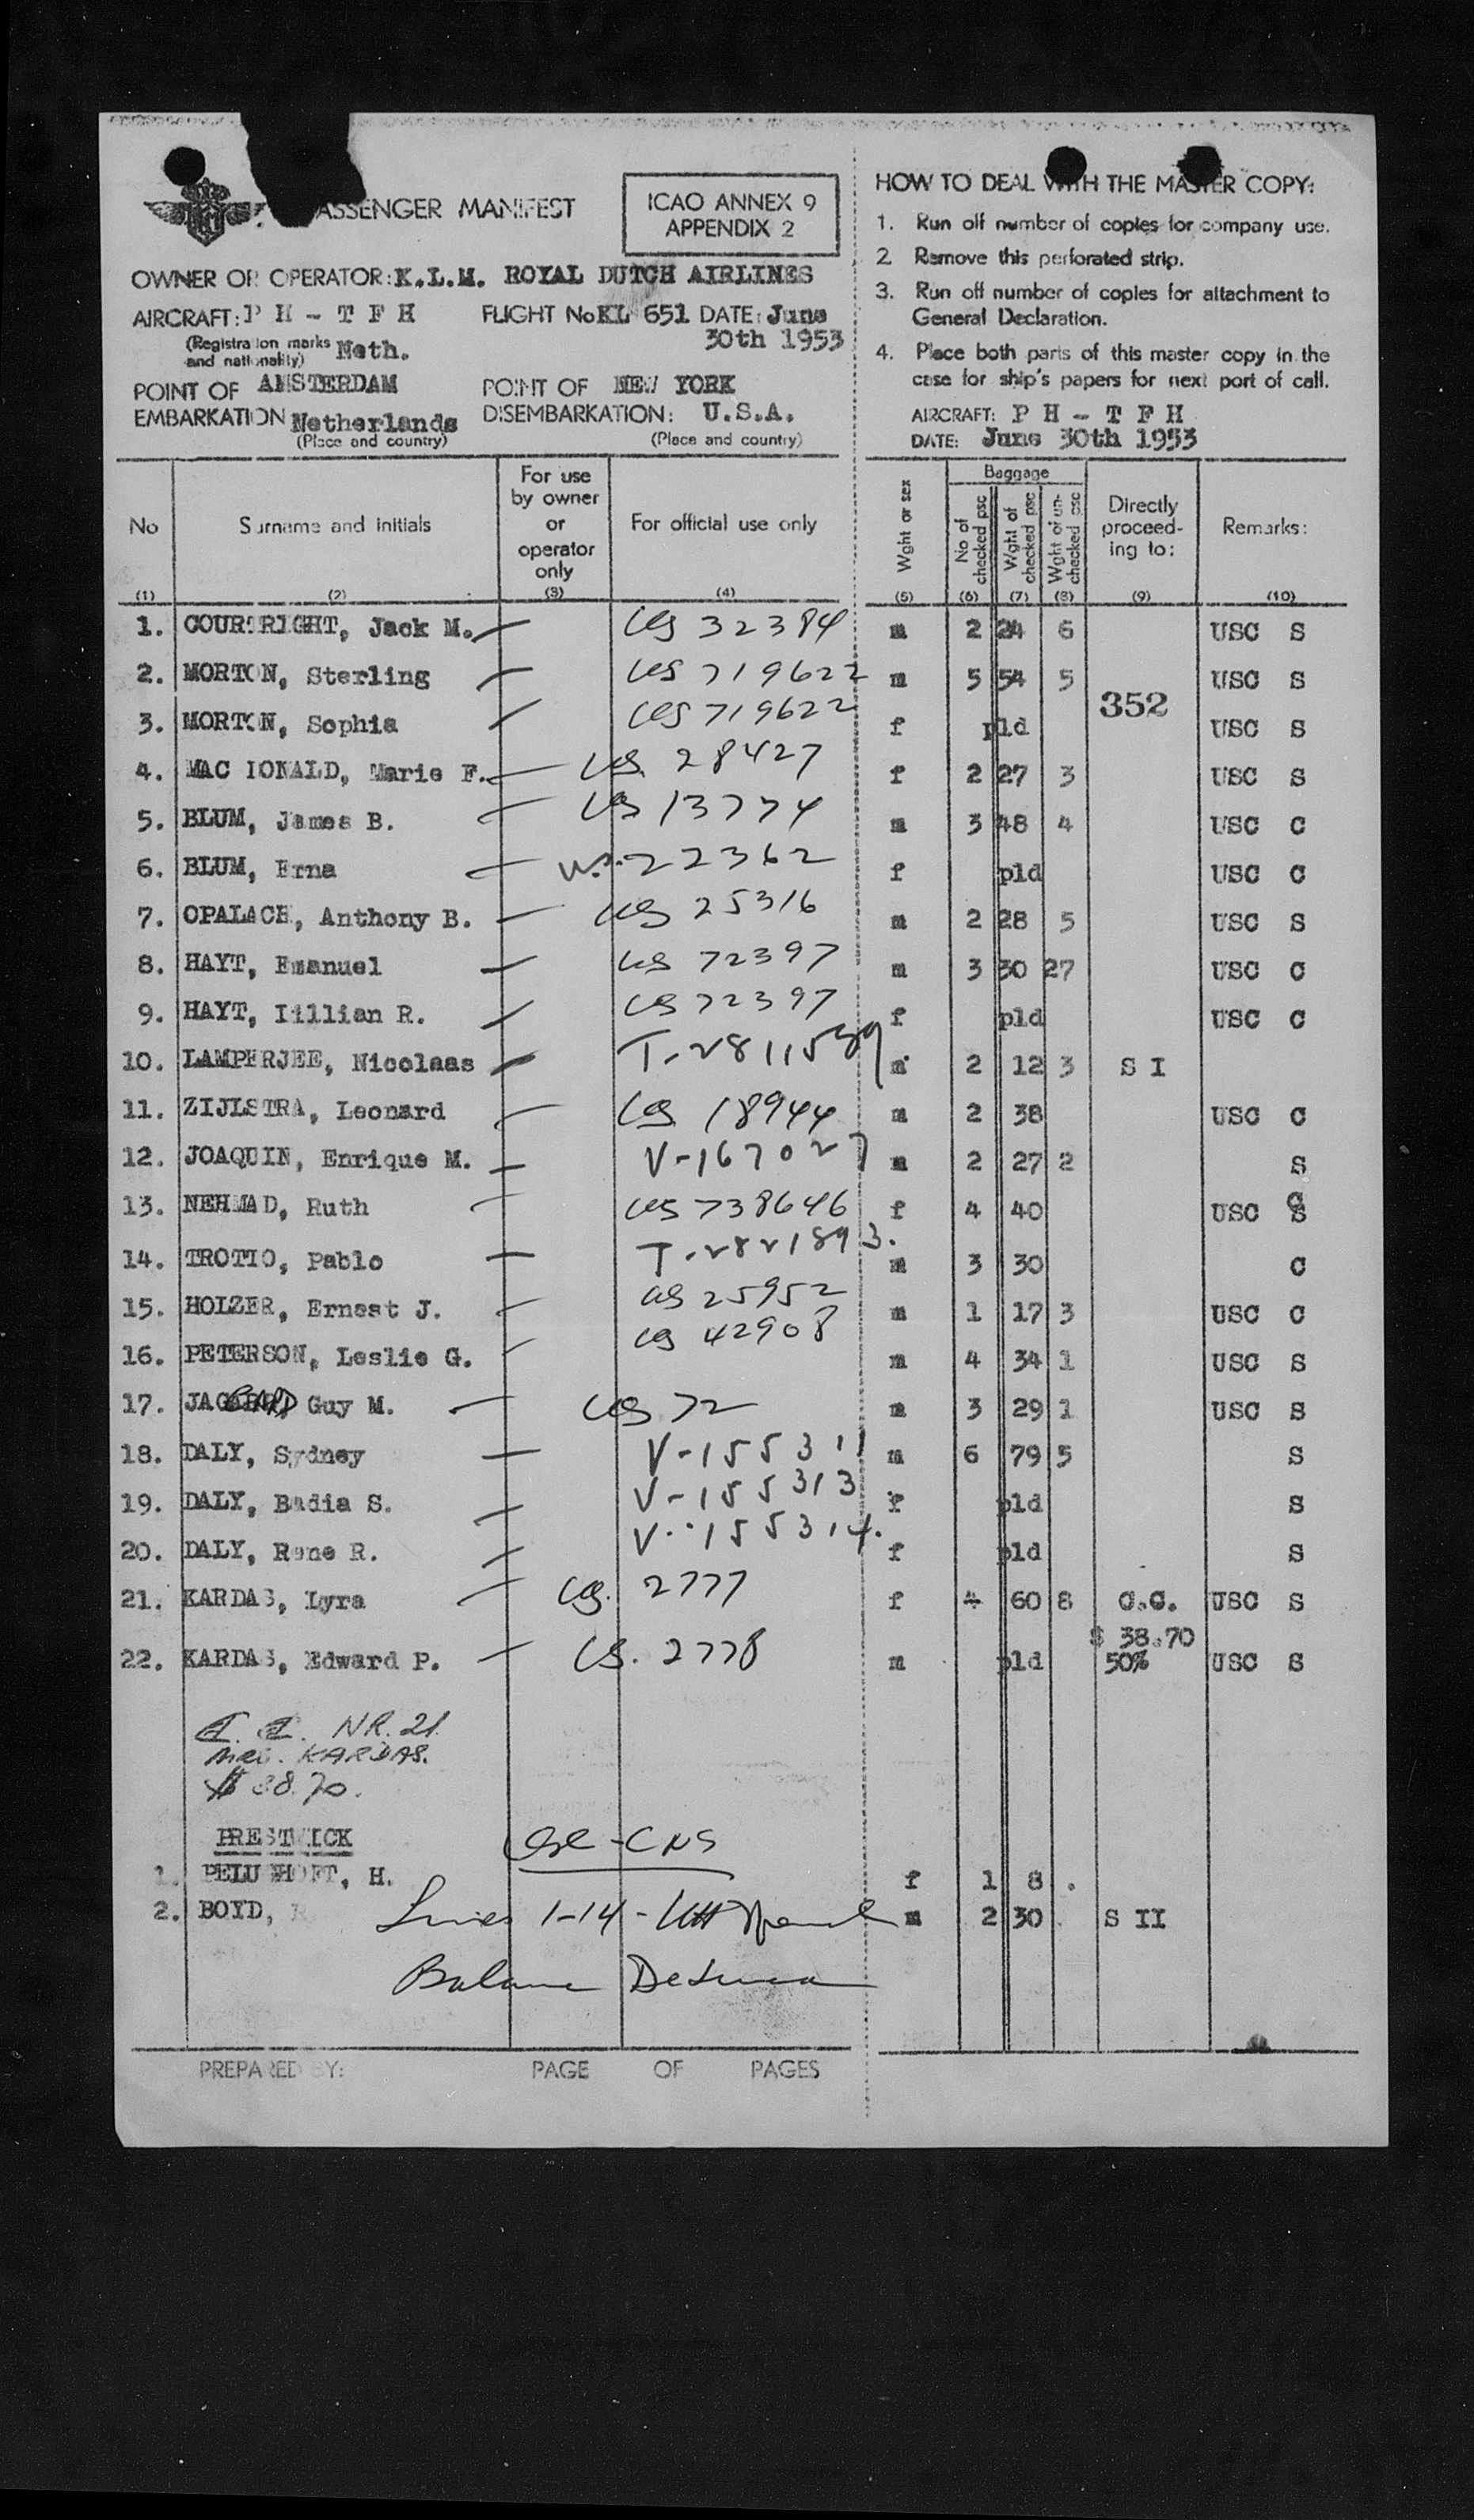 PASSENGER MANIFEST
ICAO ANNEX 9
APPENDIX 2
OWNER OR OPERATOR: K.L.M. ROYAL DUTCH AIRLINES
AIRCRAFT: P H - T F H FLIGHT No KL 651 DATE: June
30th 1953
(Registration marks
and nationality) Neth.
POINT OF AMSTERDAM POINT OF NEW YORK
EMBARKATION Netherlands DISEMBARKATION: U.S.A.
(Place and country) (Place and country)
HOW TO DEAL WITH THE MASTER COPY:
1. Run off number of copies for company use.
2. Remove this perforated strip.
3. Run off number of copies for attachment to
General Declaration.
4. Place both parts of this master copy in the
case for ship's papers for next port of call.
AIRCRAFT: P H - T F H
DATE: June 30th 1953
No Surname and initials For use by owner or operator only For official use only Wght or sex Baggage No of checked psc Wght of checked psc Wght of un-checked psc Directly proceed-ing to: Remarks:
(1) (2) (3) (4) (5) (6) (7) (8) (9) (10)
1. COURTRIGHT, Jack M. — US 32384 m 2 24 6 USC S
2. MORTON, Sterling — US 719622 m 5 54 5 USC S
352
3. MORTON, Sophia — US 719622 f pld USC S
4. MAC DONALD, Marie F. — US. 28427 f 2 27 3 USC S
5. BLUM, James B. — US 13774 m 3 48 4 USC C
6. BLUM, Erna — U.S. 22362 f pld USC C
7. OPALACH, Anthony B. — US 25316 m 2 28 5 USC S
8. HAYT, Emanuel — US 72397 m 3 30 27 USC C
9. HAYT, Lillian R. — US 72397 f pld USC C
10. LAMPERJEE, Nicolaas — T-2811539 m 2 12 3 S I
11. ZIJLSTRA, Leonard — US 18944 m 2 38 USC C
12. JOAQUIN, Enrique M. — V-167027 m 2 27 2 S
13. NEHMAD, Ruth — US 738646 f 4 40 USC C
14. TROTIO, Pablo — T-2821893. m 3 30 C
15. HOLZER, Ernest J. — US 25952 m 1 17 3 USC C
16. PETERSON, Leslie G. — US 42908 m 4 34 1 USC S
17. JAGGARD, Guy M. — US 72 m 3 29 1 USC S
18. DALY, Sydney — V-155311 m 6 79 5 S
19. DALY, Badia S. — V-155313 f pld S
20. DALY, Rene R. — V-155314. f pld S
21. KARDAS, Lyra — US. 2777 f 4 60 8 C.C. USC S
$ 38.70
22. KARDAS, Edward P. — US. 2778 m pld 50% USC S
NR. 21.
MRS. KARDAS.
$ 38.70.
PRESTWICK
1. H. f 1 8 .
2. BOYD, m 2 30 . S II
Lines 1-14 -
Balance
PREPARED BY: PAGE OF PAGES